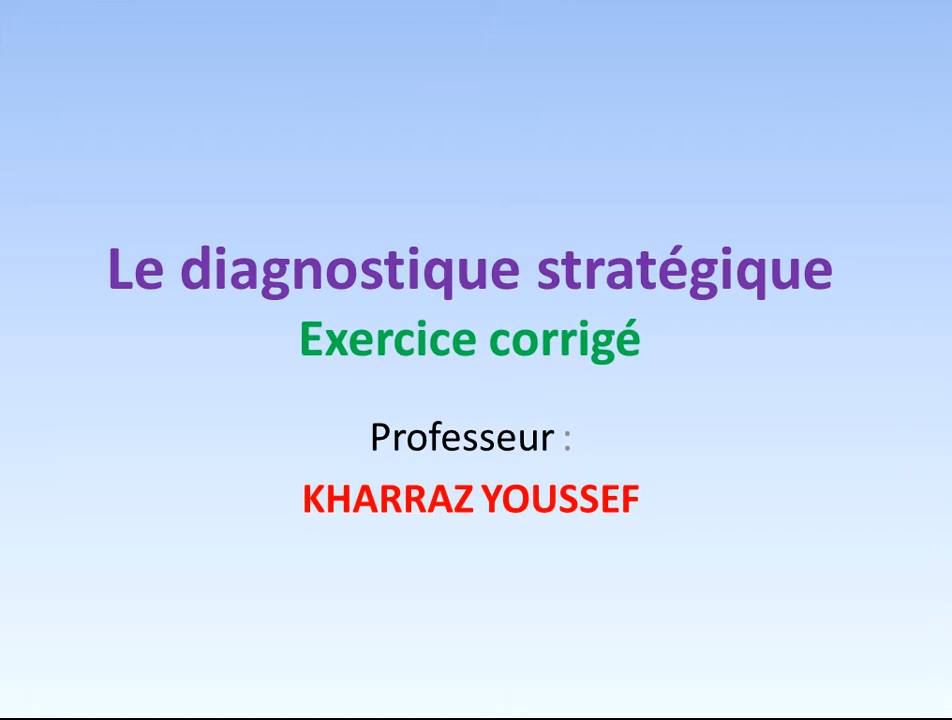 Le diagnostique stratégique
Exercice corrigé
Professeur :
KHARRAZ YOUSSEF